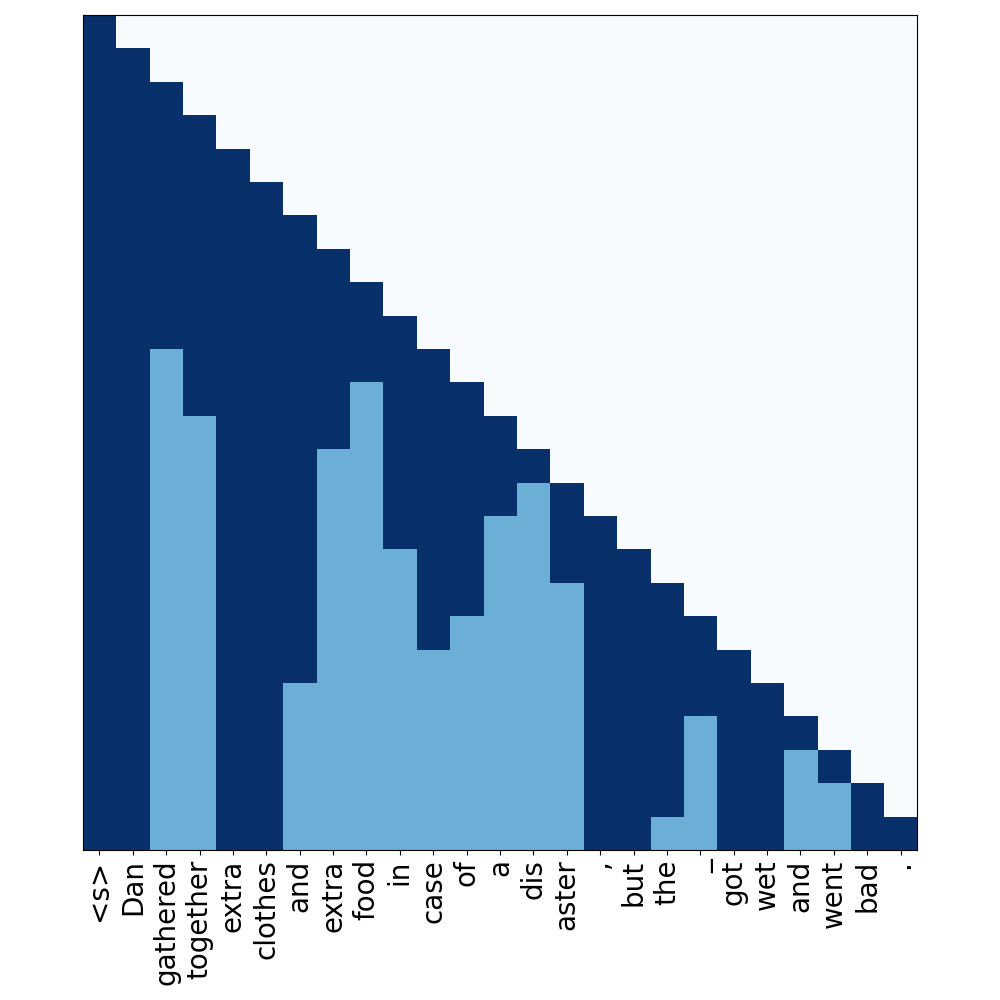 <s> Dan gathered together extra clothes and extra food in case of a dis aster , but the _ got wet and went bad .